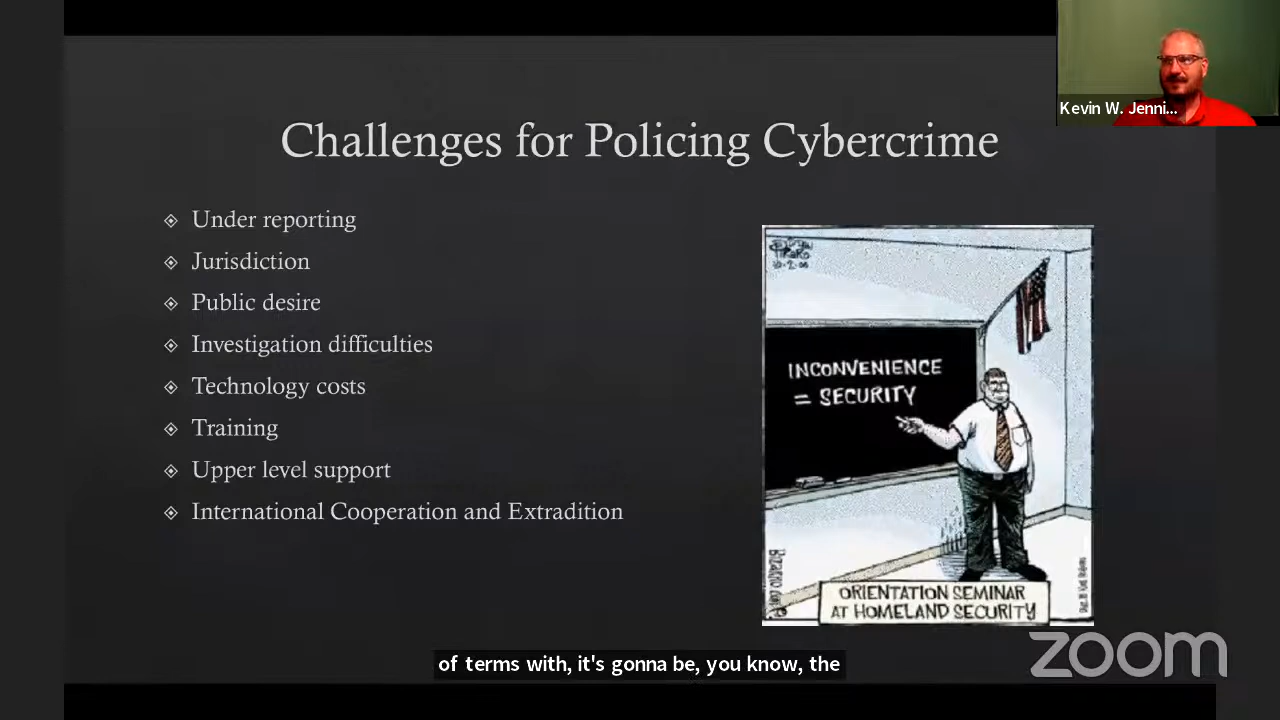 Kevin W. Jenni...
Challenges for Policing Cybercrime
Under reporting
Jurisdiction
Public desire
Investigation difficulties
Technology costs
Training
Upper level support
International Cooperation and Extradition
INCONVENIENCE
= SECURITY
ORIENTATION SEMINAR
AT HOMELAND SECURITY
of terms with, it's gonna be, you know, the
zoom